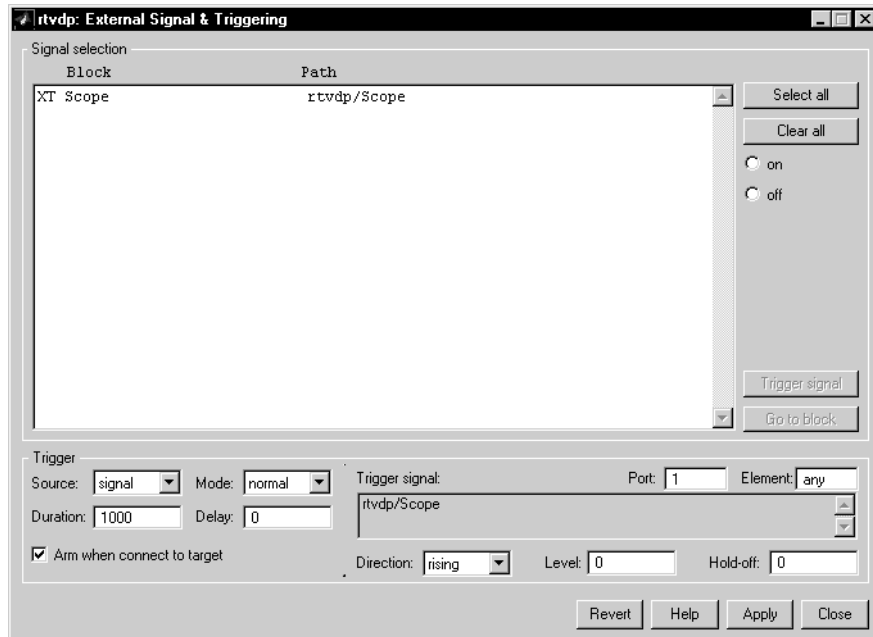 rtvdp: External Signal & Triggering
Signal selection
Block Path
XT Scope rtvdp/Scope
Select all
Clear all
on
off
Trigger signal
Go to block
Trigger
Source: signal Mode: normal
Duration: 1000 Delay: 0
Arm when connect to target
Trigger signal: Port: 1 Element: any
rtvdp/Scope
Direction: rising Level: 0 Hold-off: 0
Revert Help Apply Close